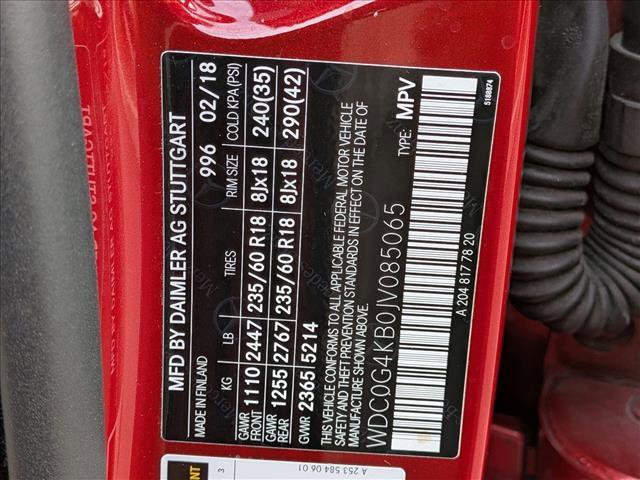 MFD BY DAIMLER AG STUTTGART
MADE IN FINLAND 996 02/18
KG LB TIRES RIM SIZE COLD KPA(PSI)
GAWR FRONT 1110 2447 235/60 R18 8Jx18 240(35)
GAWR REAR 1255 2767 235/60 R18 8Jx18 290(42)
GVWR 2365 5214
THIS VEHICLE CONFORMS TO ALL APPLICABLE FEDERAL MOTOR VEHICLE
SAFETY AND THEFT PREVENTION STANDARDS IN EFFECT ON THE DATE OF
MANUFACTURE SHOWN ABOVE.
TYPE: MPV
WDC0G4KB0JV085065
A 204 817 78 20
5188874
3
A 253 584 06 01